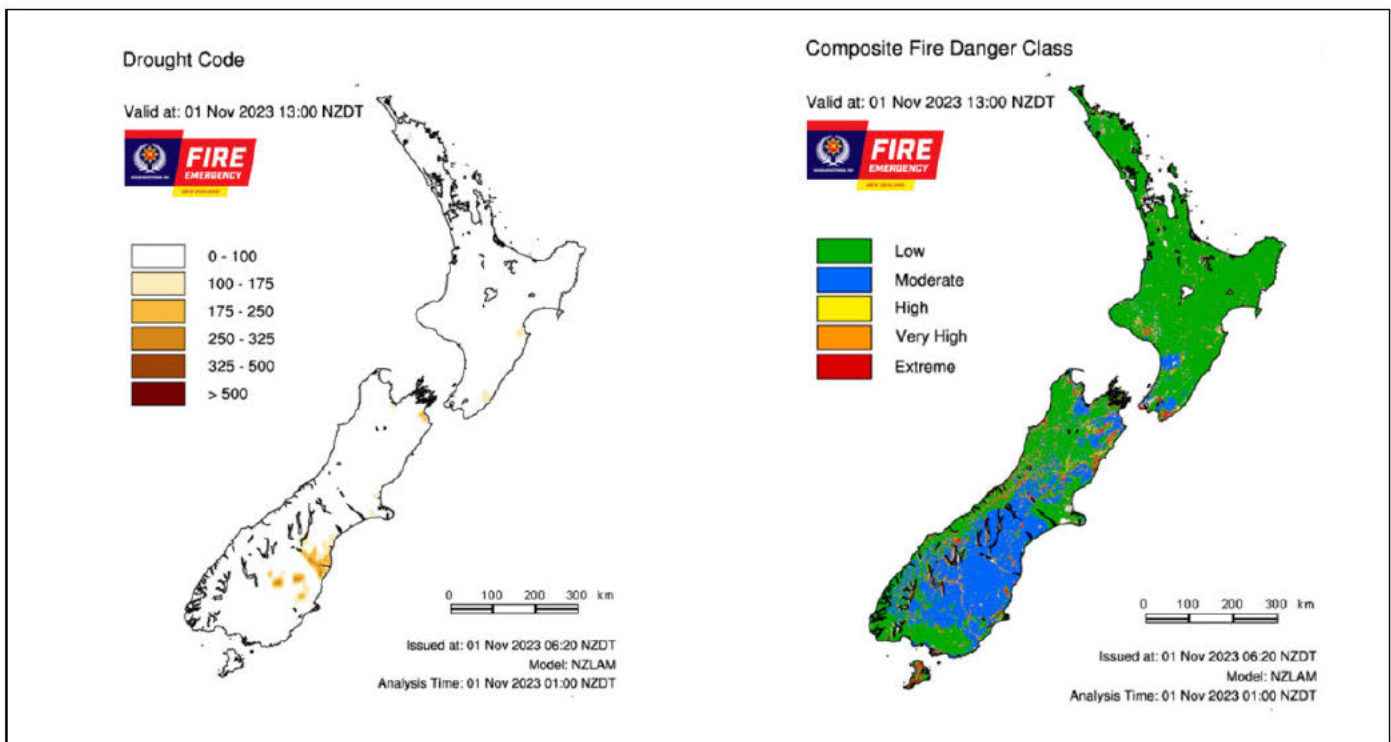 Drought Code
Valid at: 01 Nov 2023 13:00 NZDT
FIRE
EMERGENCY
NEW ZEALAND
0 - 100
100 - 175
175 - 250
250 - 325
325 - 500
> 500
0 100 200 300 km
Issued at: 01 Nov 2023 06:20 NZDT
Model: NZLAM
Analysis Time: 01 Nov 2023 01:00 NZDT
Composite Fire Danger Class
Valid at: 01 Nov 2023 13:00 NZDT
FIRE
EMERGENCY
NEW ZEALAND
Low
Moderate
High
Very High
Extreme
0 100 200 300 km
Issued at: 01 Nov 2023 06:20 NZDT
Model: NZLAM
Analysis Time: 01 Nov 2023 01:00 NZDT